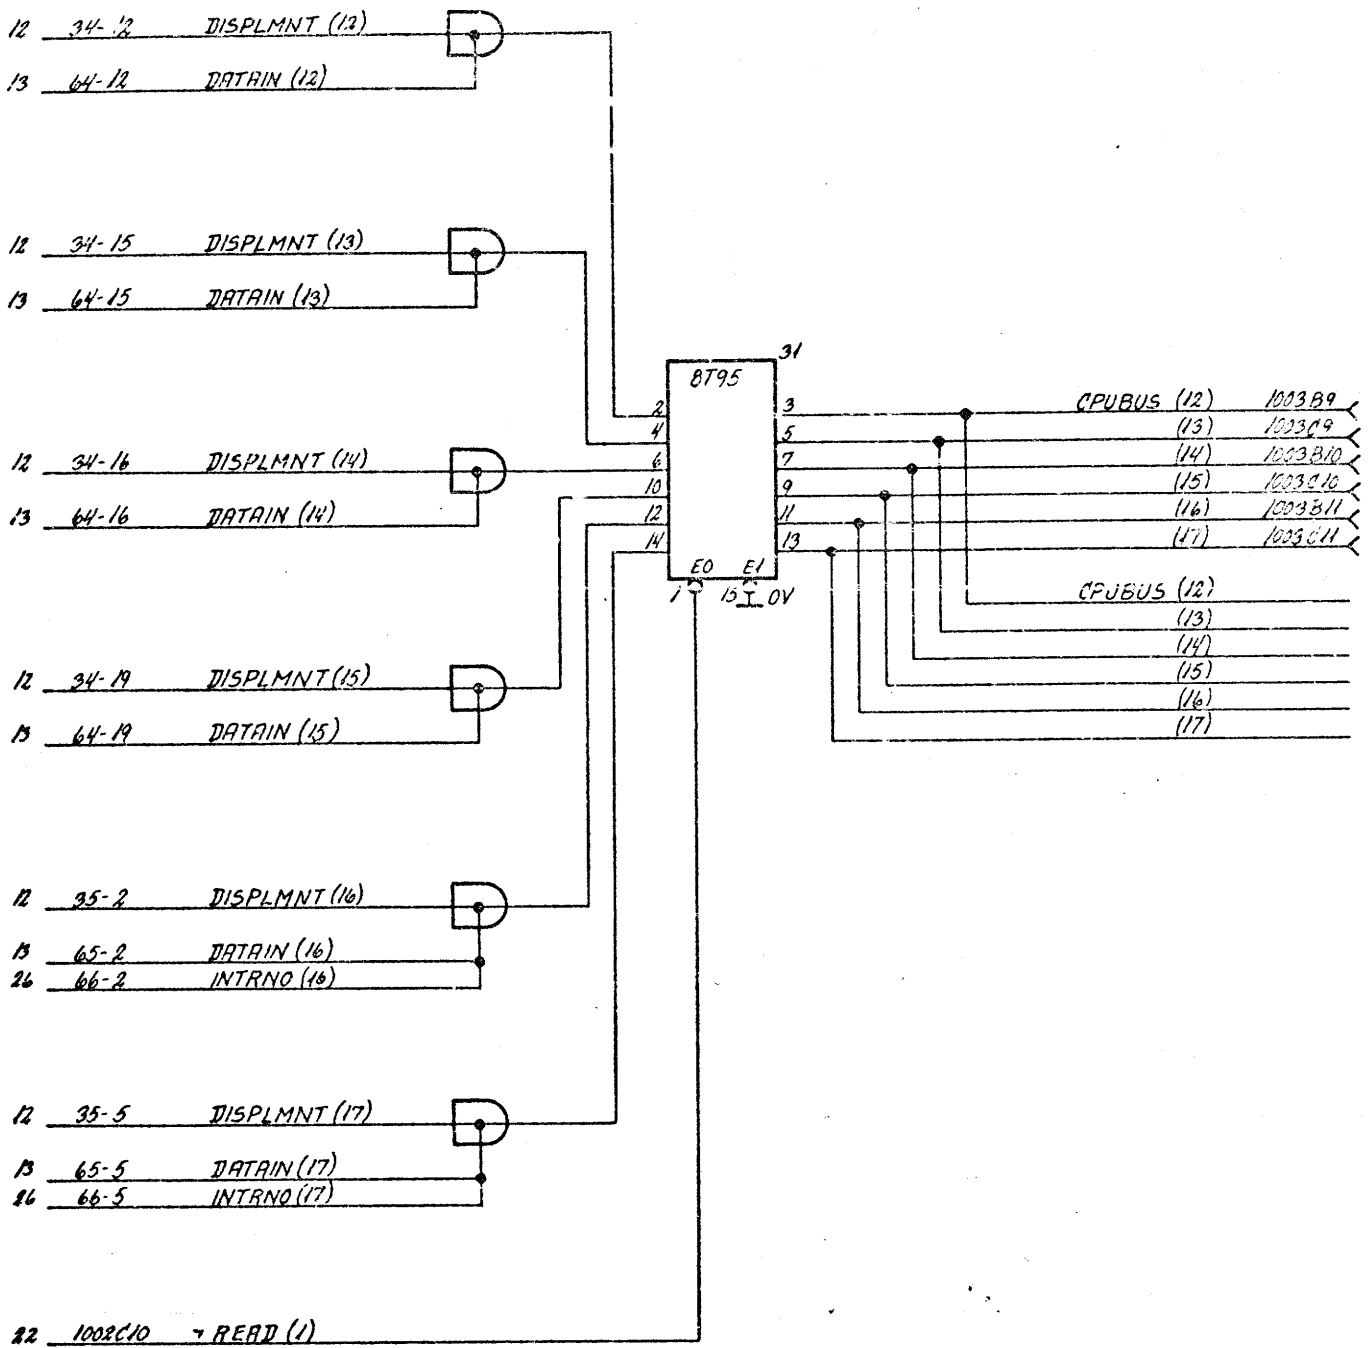 12 34-12 DISPLMNT (12)
13 64-12 DATAIN (12)
12 34-15 DISPLMNT (13)
13 64-15 DATAIN (13)
31
8T95
2 3 CPUBUS (12) 1003B9
4 5 (13) 1003C9
12 34-16 DISPLMNT (14) 6 7 (14) 1003B10
10 9 (15) 1003C10
13 64-16 DATAIN (14) 12 11 (16) 1003B11
14 13 (17) 1003C11
E0 E1
1 15 0V CPUBUS (12)
(13)
(14)
12 34-19 DISPLMNT (15) (15)
(16)
13 64-19 DATAIN (15) (17)
12 35-2 DISPLMNT (16)
13 65-2 DATAIN (16)
26 66-2 INTRNO (16)
12 35-5 DISPLMNT (17)
13 65-5 DATAIN (17)
26 66-5 INTRNO (17)
22 1002C10 ¬ READ (1)